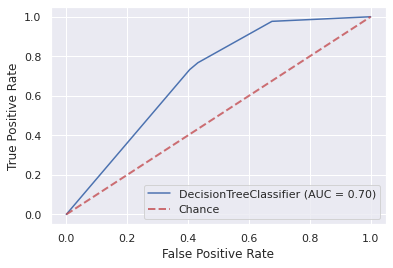 1.0
0.8
0.6
0.4
0.2
0.0
True Positive Rate
DecisionTreeClassifier (AUC = 0.70)
Chance
0.0 0.2 0.4 0.6 0.8 1.0
False Positive Rate